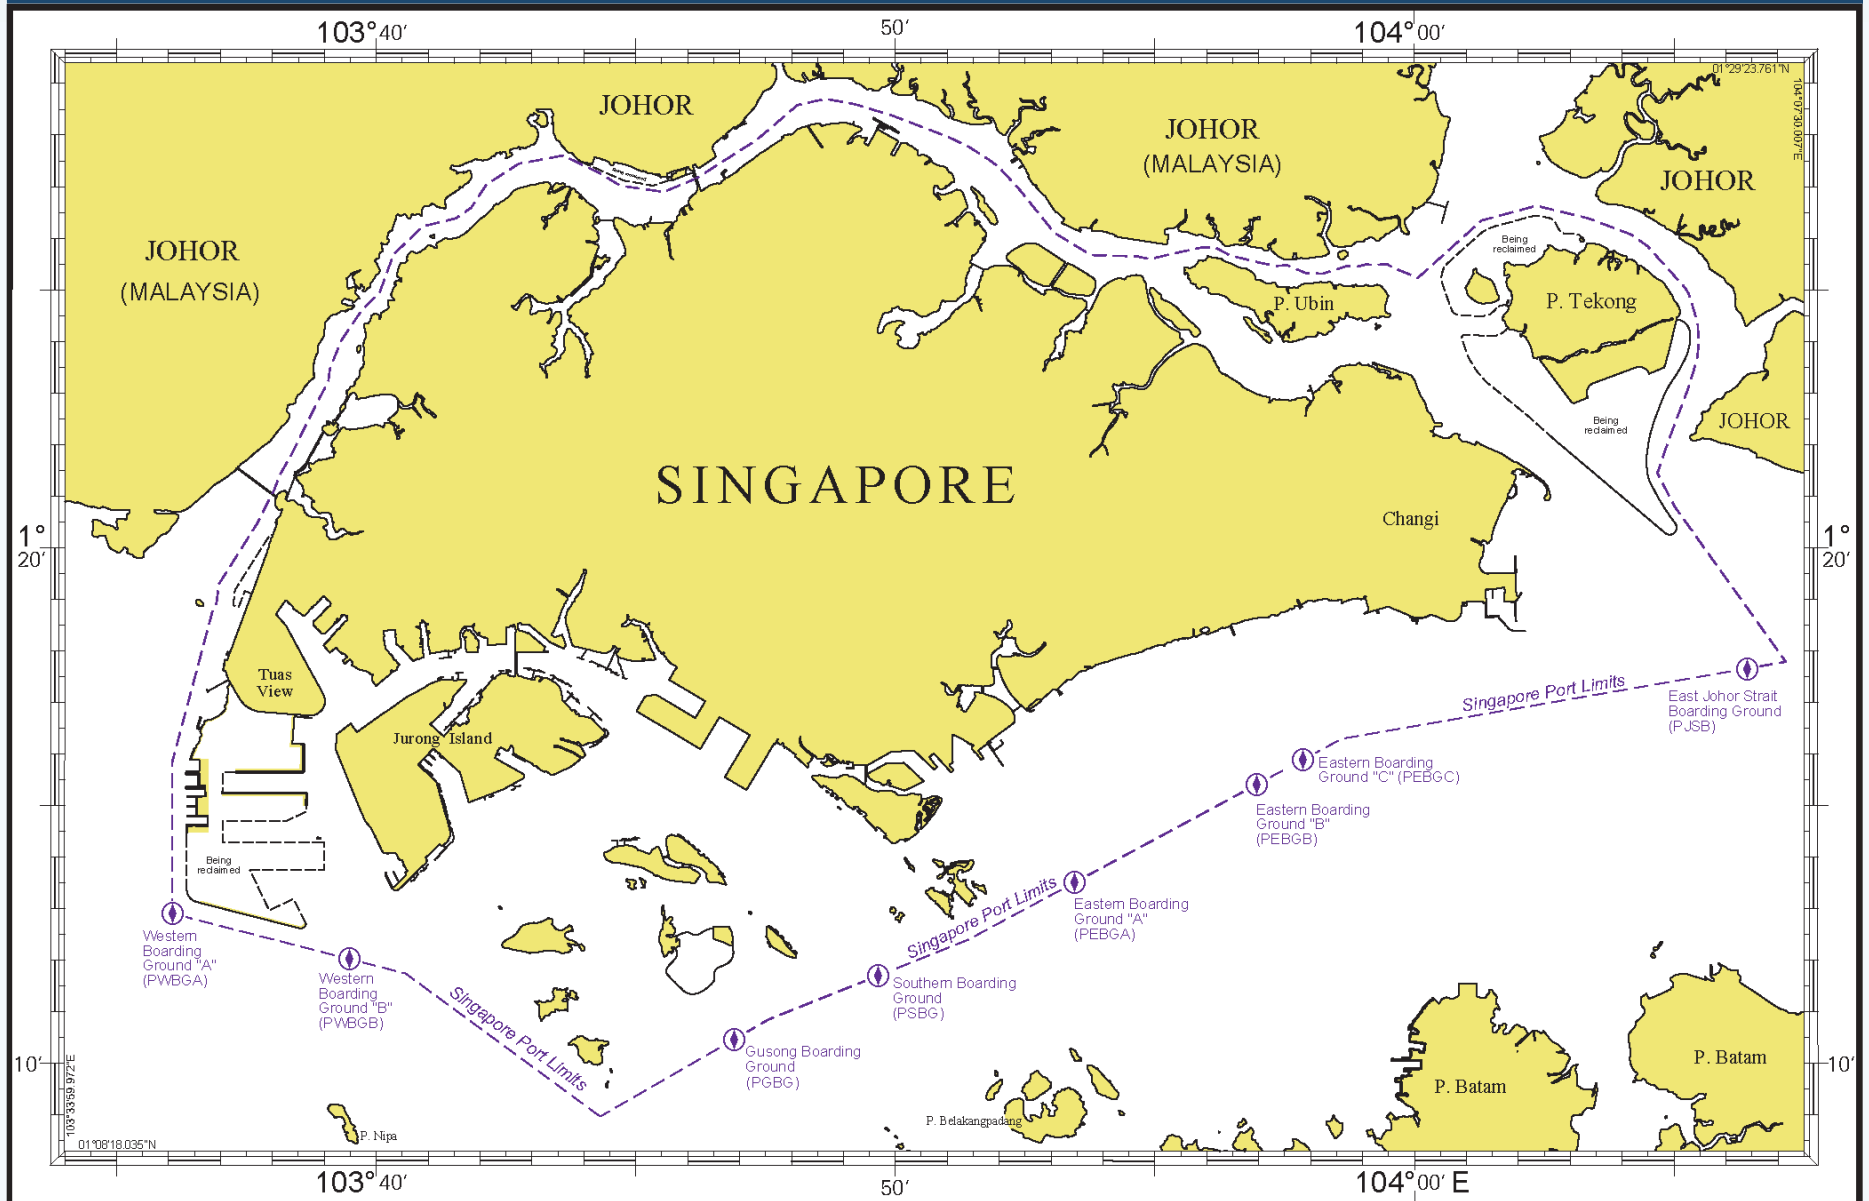 103°40'
50'
104°00'
01°29'23.761"N
104°07'30.007"E
JOHOR
JOHOR
(MALAYSIA)
JOHOR
JOHOR
(MALAYSIA)
Being
reclaimed
P. Ubin
P. Tekong
JOHOR
Being
reclaimed
SINGAPORE
Changi
1°
20'
1°
20'
Tuas
View
Jurong Island
Singapore Port Limits
East Johor Strait
Boarding Ground
(PJSB)
Eastern Boarding
Ground "C" (PEBGC)
Eastern Boarding
Ground "B"
(PEBGB)
Being
reclaimed
Singapore Port Limits
Eastern Boarding
Ground "A"
(PEBGA)
Western
Boarding
Ground "A"
(PWBGA)
Western
Boarding
Ground "B"
(PWBGB)
Singapore Port Limits
Southern Boarding
Ground
(PSBG)
Gusong Boarding
Ground
(PGBG)
10'
10'
P. Batam
P. Batam
P. Belakangpadang
P. Nipa
103°33'59.972"E
01°08'18.035"N
103°40'
50'
104°00' E